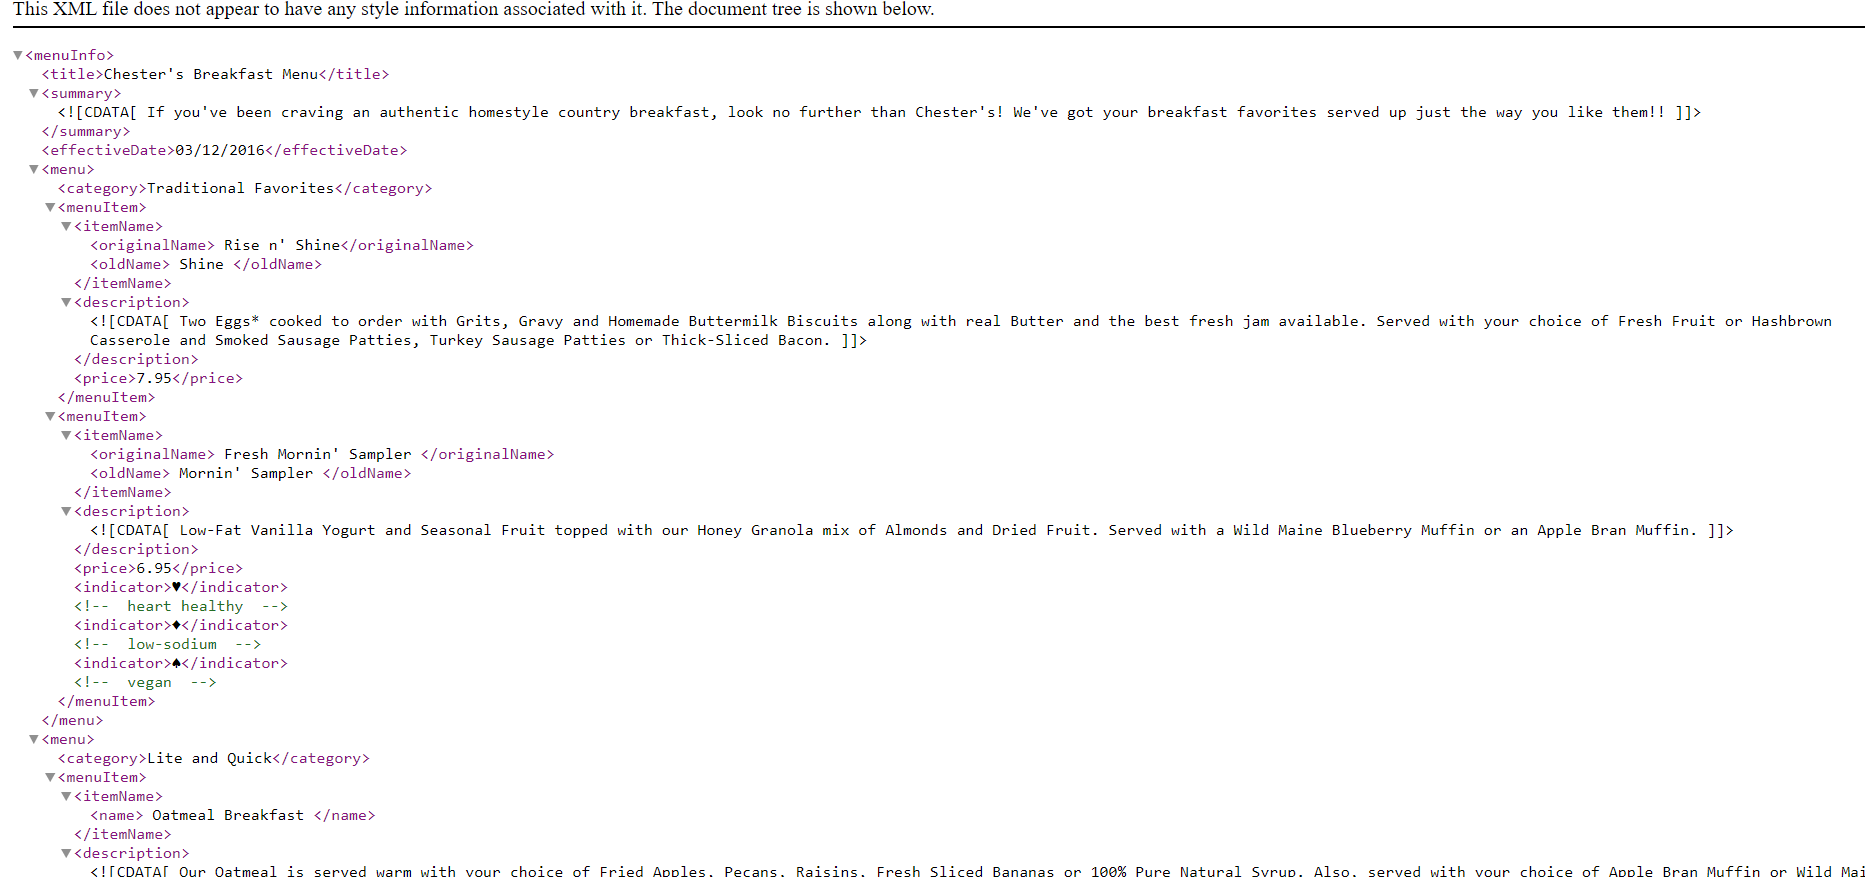 This XML file does not appear to have any style information associated with it. The document tree is shown below.
▼<menuInfo>
<title>Chester's Breakfast Menu</title>
▼<summary>
<![CDATA[ If you've been craving an authentic homestyle country breakfast, look no further than Chester's! We've got your breakfast favorites served up just the way you like them!! ]]>
</summary>
<effectiveDate>03/12/2016</effectiveDate>
▼<menu>
<category>Traditional Favorites</category>
▼<menuItem>
▼<itemName>
<originalName> Rise n' Shine</originalName>
<oldName> Shine </oldName>
</itemName>
▼<description>
<![CDATA[ Two Eggs* cooked to order with Grits, Gravy and Homemade Buttermilk Biscuits along with real Butter and the best fresh jam available. Served with your choice of Fresh Fruit or Hashbrown
Casserole and Smoked Sausage Patties, Turkey Sausage Patties or Thick-Sliced Bacon. ]]>
</description>
<price>7.95</price>
</menuItem>
▼<menuItem>
▼<itemName>
<originalName> Fresh Mornin' Sampler </originalName>
<oldName> Mornin' Sampler </oldName>
</itemName>
▼<description>
<![CDATA[ Low-Fat Vanilla Yogurt and Seasonal Fruit topped with our Honey Granola mix of Almonds and Dried Fruit. Served with a Wild Maine Blueberry Muffin or an Apple Bran Muffin. ]]>
</description>
<price>6.95</price>
<indicator>♥</indicator>
<!-- heart healthy -->
<indicator>♦</indicator>
<!-- low-sodium -->
<indicator>♠</indicator>
<!-- vegan -->
</menuItem>
</menu>
▼<menu>
<category>Lite and Quick</category>
▼<menuItem>
▼<itemName>
<name> Oatmeal Breakfast </name>
</itemName>
▼<description>
<![CDATA[ Our Oatmeal is served warm with your choice of Fried Apples, Pecans, Raisins, Fresh Sliced Bananas or 100% Pure Natural Syrup. Also, served with your choice of Apple Bran Muffin or Wild Mai